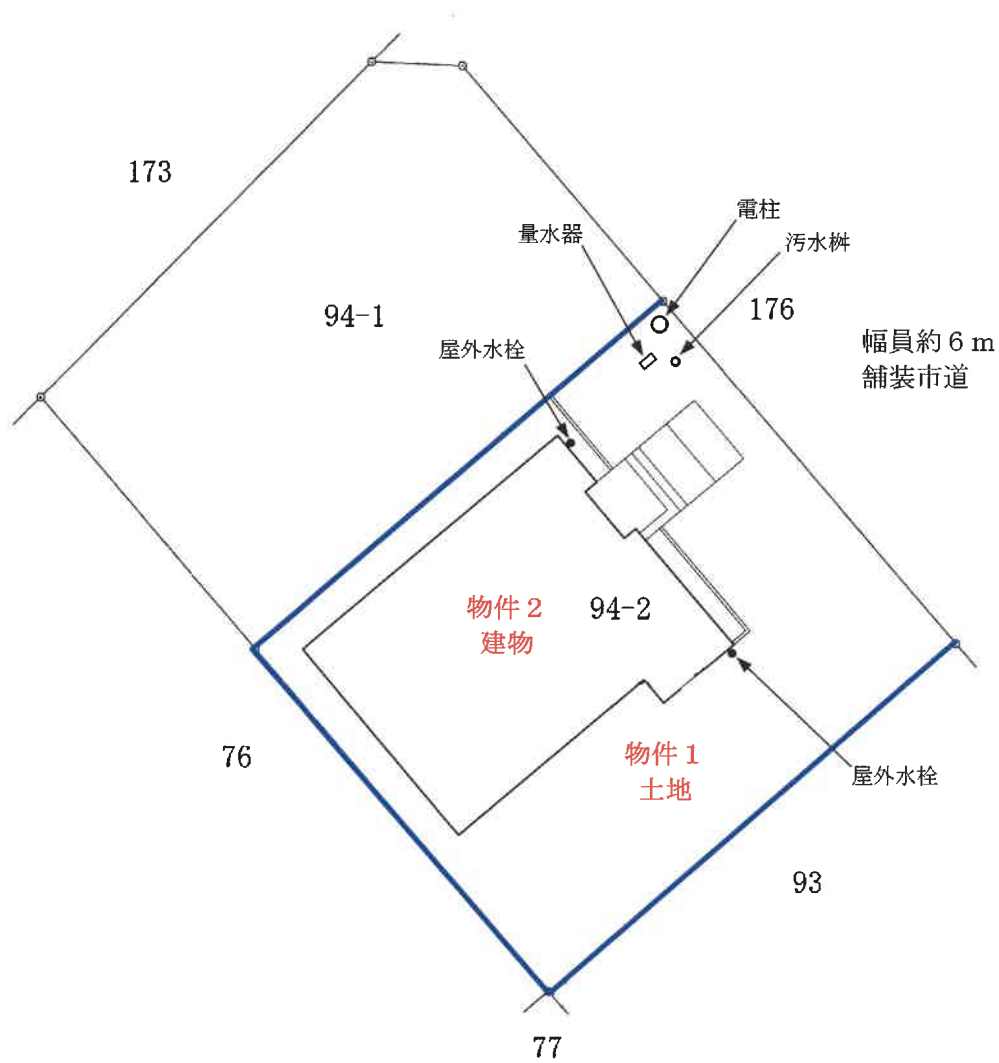 173
電柱
量水器
汚水桝
94-1
176
屋外水栓
幅員約6m
舗装市道
物件2
建物
94-2
76
物件1
土地
屋外水栓
93
77